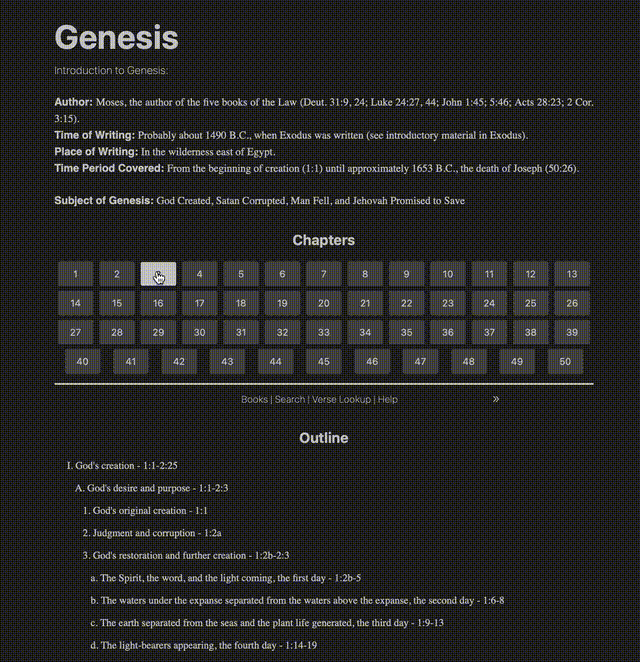 Genesis
Introduction to Genesis:
Author: Moses, the author of the five books of the Law (Deut. 31:9, 24; Luke 24:27, 44; John 1:45; 5:46; Acts 28:23; 2 Cor.
3:15).
Time of Writing: Probably about 1490 B.C., when Exodus was written (see introductory material in Exodus).
Place of Writing: In the wilderness east of Egypt.
Time Period Covered: From the beginning of creation (1:1) until approximately 1653 B.C., the death of Joseph (50:26).
Subject of Genesis: God Created, Satan Corrupted, Man Fell, and Jehovah Promised to Save
Chapters
1 2 4 5 6 7 8 9 10 11 12 13
14 15 16 17 18 19 20 21 22 23 24 25 26
27 28 29 30 31 32 33 34 35 36 37 38 39
40 41 42 43 44 45 46 47 48 49 50
Books | Search | Verse Lookup | Help »
Outline
I. God's creation - 1:1-2:25
A. God's desire and purpose - 1:1-2:3
1. God's original creation - 1:1
2. Judgment and corruption - 1:2a
3. God's restoration and further creation - 1:2b-2:3
a. The Spirit, the word, and the light coming, the first day - 1:2b-5
b. The waters under the expanse separated from the waters above the expanse, the second day - 1:6-8
c. The earth separated from the seas and the plant life generated, the third day - 1:9-13
d. The light-bearers appearing, the fourth day - 1:14-19